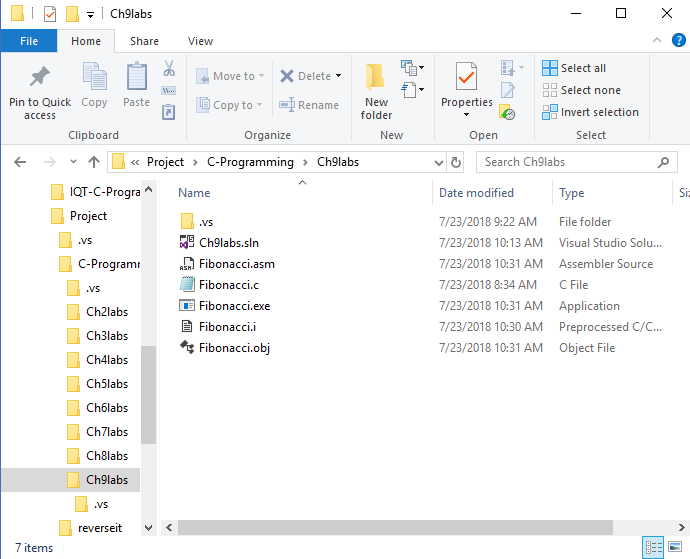 Ch9labs
File Home Share View
Pin to Quick access Copy Paste
Move to Copy to Delete Rename
New folder
Properties
Select all
Select none
Invert selection
Clipboard Organize New Open Select
« Project > C-Programming > Ch9labs Search Ch9labs
Name Date modified Type Siz
.vs 7/23/2018 9:22 AM File folder
Ch9labs.sln 7/23/2018 10:13 AM Visual Studio Solu...
Fibonacci.asm 7/23/2018 10:31 AM Assembler Source
Fibonacci.c 7/23/2018 8:34 AM C File
Fibonacci.exe 7/23/2018 10:31 AM Application
Fibonacci.i 7/23/2018 10:30 AM Preprocessed C/C...
Fibonacci.obj 7/23/2018 10:31 AM Object File
IQT-C-Progra
Project
.vs
C-Programm
.vs
Ch2labs
Ch3labs
Ch4labs
Ch5labs
Ch6labs
Ch7labs
Ch8labs
Ch9labs
.vs
reverseit
7 items